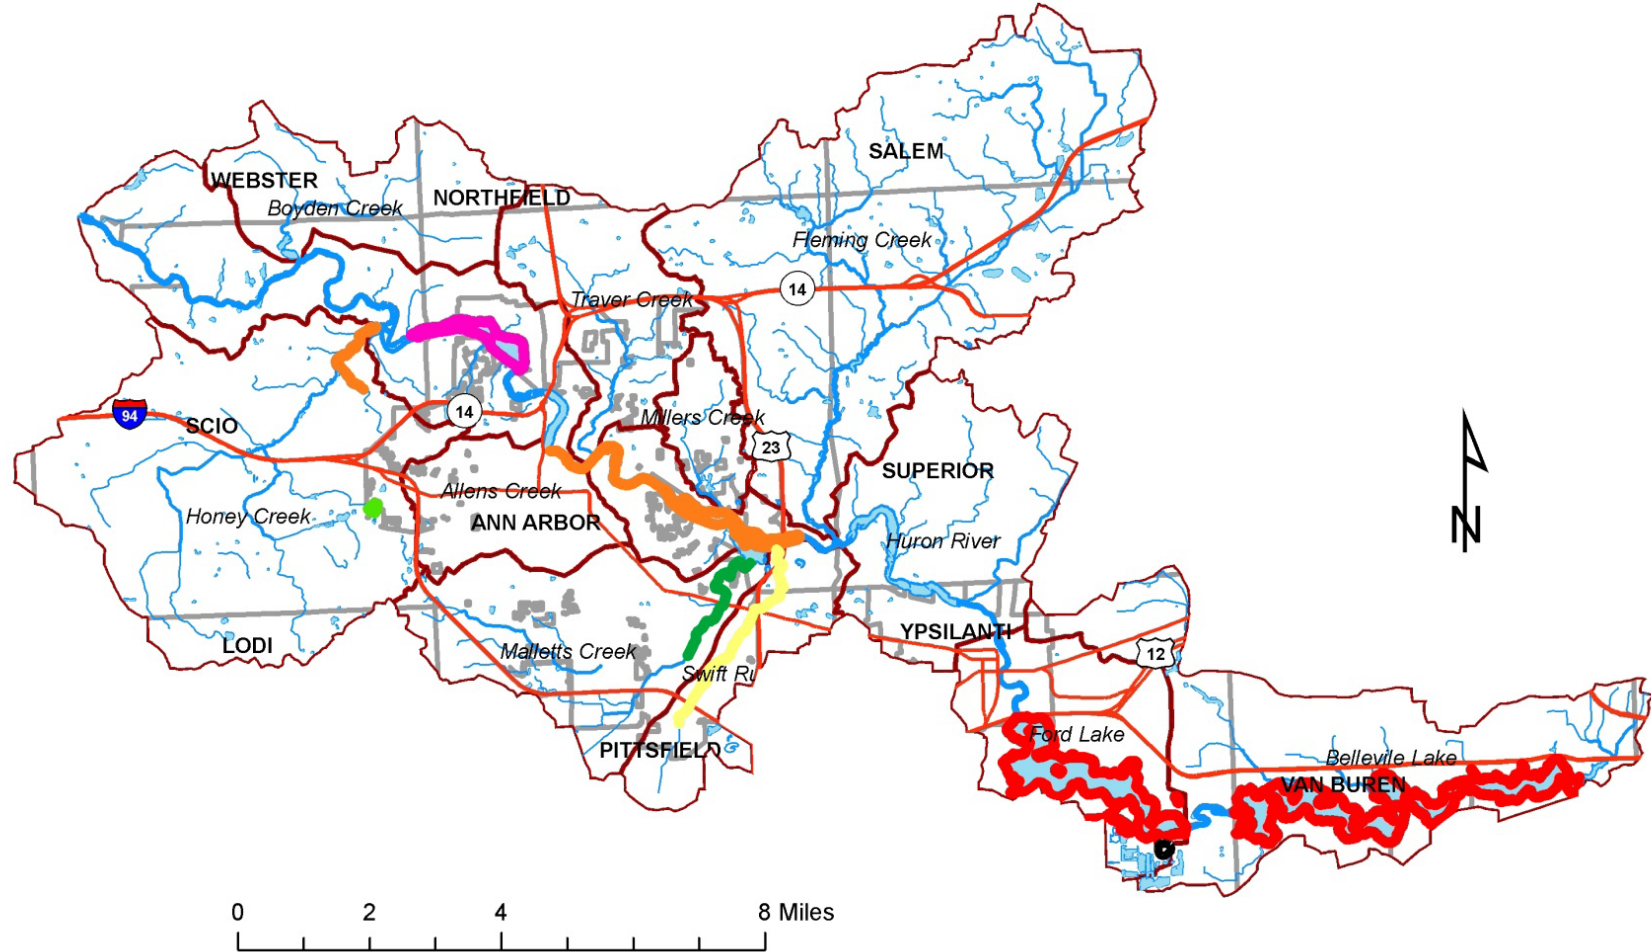 SALEM
WEBSTER
NORTHFIELD
Boyden Creek
Fleming Creek
14
Traver Creek
94
14
SCIO
Millers Creek
23
SUPERIOR
Allens Creek
Honey Creek
ANN ARBOR
Huron River
N
YPSILANTI
LODI
Malletts Creek
12
Swift Ru
Ford Lake
PITTSFIELD
Bellevile Lake
VAN BUREN
0 2 4 8 Miles